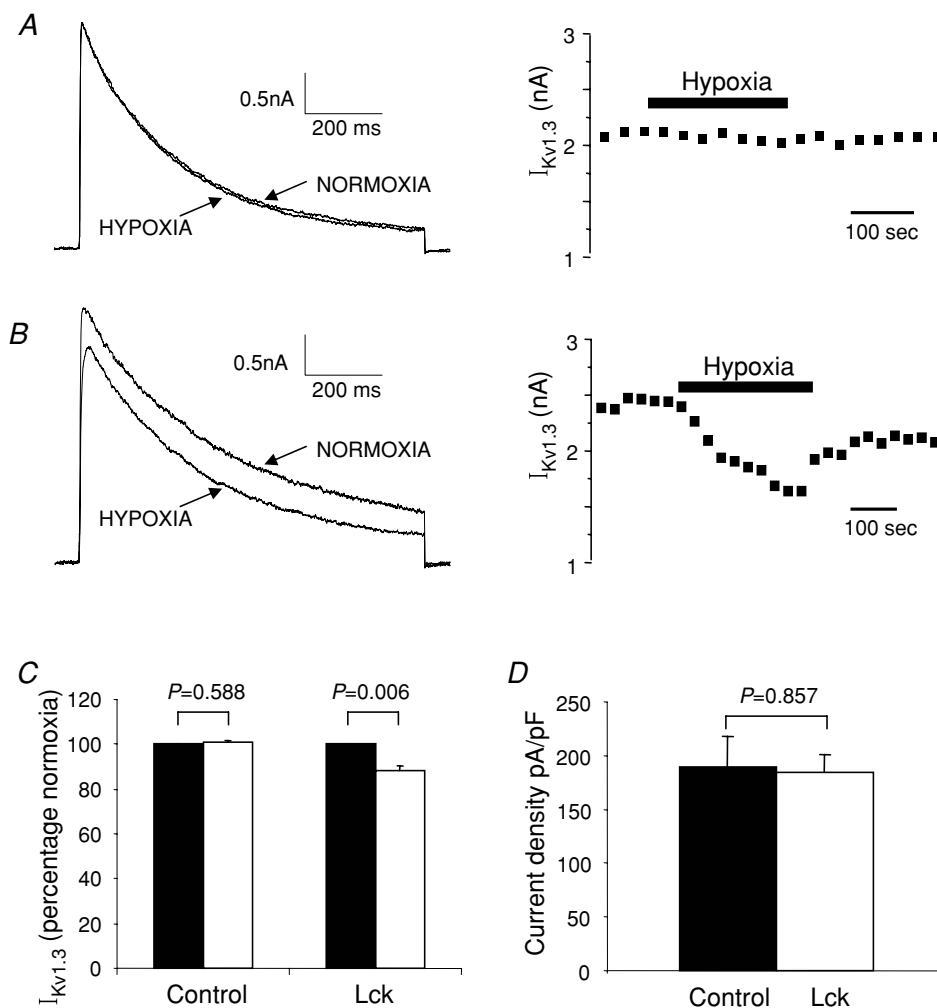 A
0.5nA
200 ms
NORMOXIA
HYPOXIA
I_Kv1.3 (nA)
3
2
1
Hypoxia
100 sec
B
0.5nA
200 ms
NORMOXIA
HYPOXIA
I_Kv1.3 (nA)
3
2
1
Hypoxia
100 sec
C
I_Kv1.3 (percentage normoxia)
120
100
80
60
40
20
0
P=0.588
P=0.006
Control
Lck
D
Current density pA/pF
250
200
150
100
50
0
P=0.857
Control
Lck